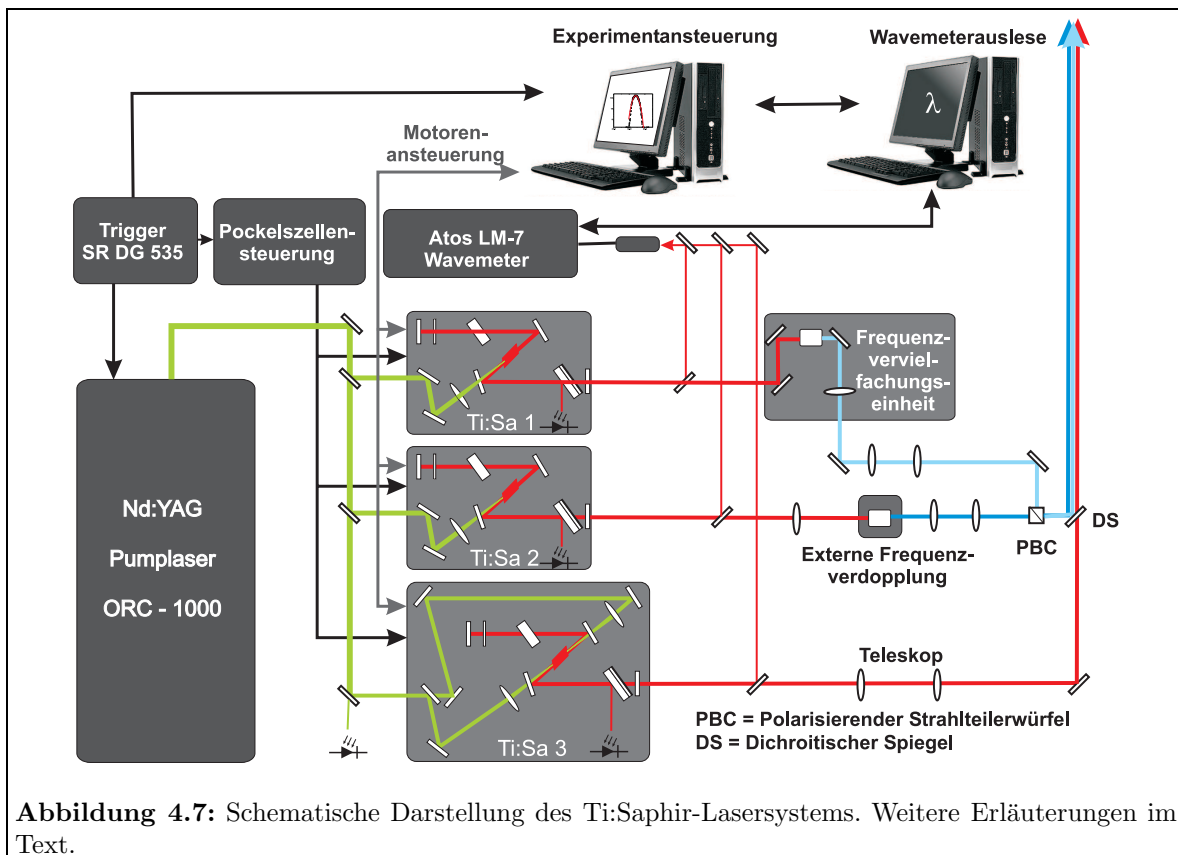 Experimentansteuerung
Wavemeterauslese
λ
Motoren-
ansteuerung
Trigger
SR DG 535
Pockelszellen-
steuerung
Atos LM-7
Wavemeter
Frequenz-
verviel-
fachungs-
einheit
Ti:Sa 1
Nd:YAG
Pumplaser
ORC - 1000
Ti:Sa 2
Externe Frequenz-
verdopplung
PBC
DS
Ti:Sa 3
Teleskop
PBC = Polarisierender Strahlteilerwürfel
DS = Dichroitischer Spiegel
Abbildung 4.7: Schematische Darstellung des Ti:Saphir-Lasersystems. Weitere Erläuterungen im
Text.